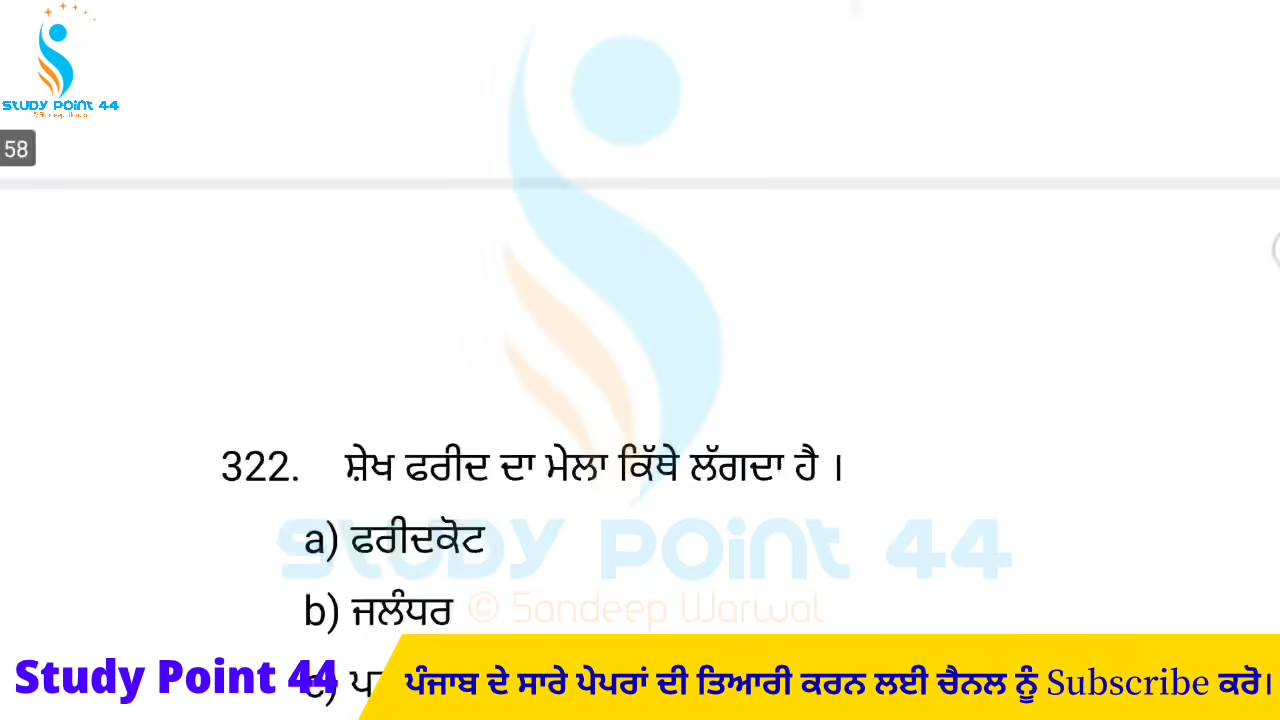 STUDY POINT 44
58
322. ਸ਼ੇਖ ਫਰੀਦ ਦਾ ਮੇਲਾ ਕਿੱਥੇ ਲੱਗਦਾ ਹੈ ।
a) ਫਰੀਦਕੋਟ
STUDY POINT 44
b) ਜਲੰਧਰ
© Sandeep Warwal
c)
Study Point 44
ਪੰਜਾਬ ਦੇ ਸਾਰੇ ਪੇਪਰਾਂ ਦੀ ਤਿਆਰੀ ਕਰਨ ਲਈ ਚੈਨਲ ਨੂੰ Subscribe ਕਰੋ।